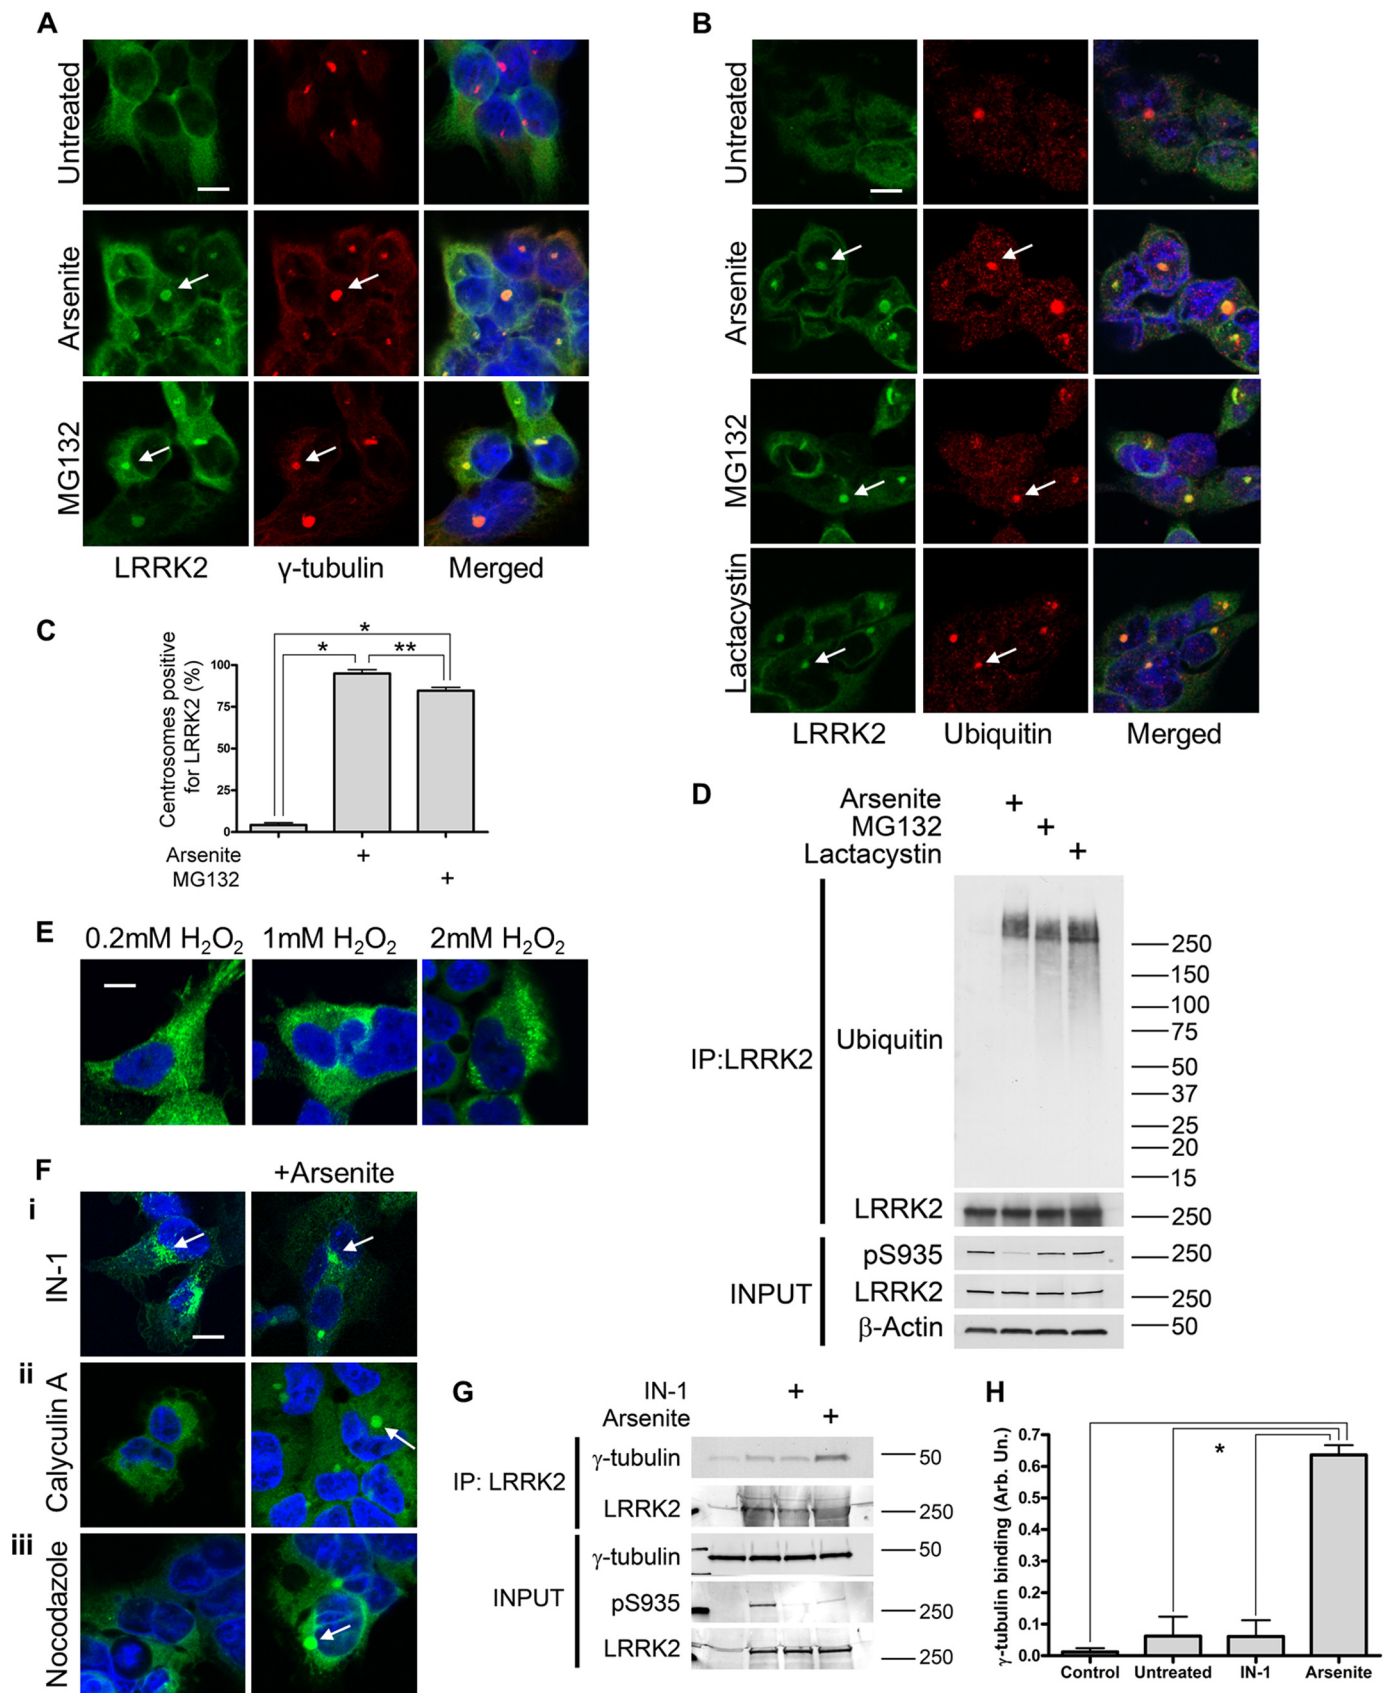 A
Untreated
Arsenite
MG132
LRRK2
γ-tubulin
Merged
B
Untreated
Arsenite
MG132
Lactacystin
LRRK2
Ubiquitin
Merged
C
Centrosomes positive
for LRRK2 (%)
100
75
50
25
0
*
*
**
Arsenite +
MG132 +
D
Arsenite +
MG132 +
Lactacystin +
IP:LRRK2
Ubiquitin
250
150
100
75
50
37
25
20
15
LRRK2 250
INPUT
pS935 250
LRRK2 250
β-Actin 50
E
0.2mM H₂O₂
1mM H₂O₂
2mM H₂O₂
F
+Arsenite
i
IN-1
ii
Calyculin A
iii
Nocodazole
G
IN-1 +
Arsenite +
IP: LRRK2
γ-tubulin 50
LRRK2 250
INPUT
γ-tubulin 50
pS935 250
LRRK2 250
H
γ-tubulin binding (Arb. Un.)
0.7
0.6
0.5
0.4
0.3
0.2
0.1
0.0
*
Control
Untreated
IN-1
Arsenite